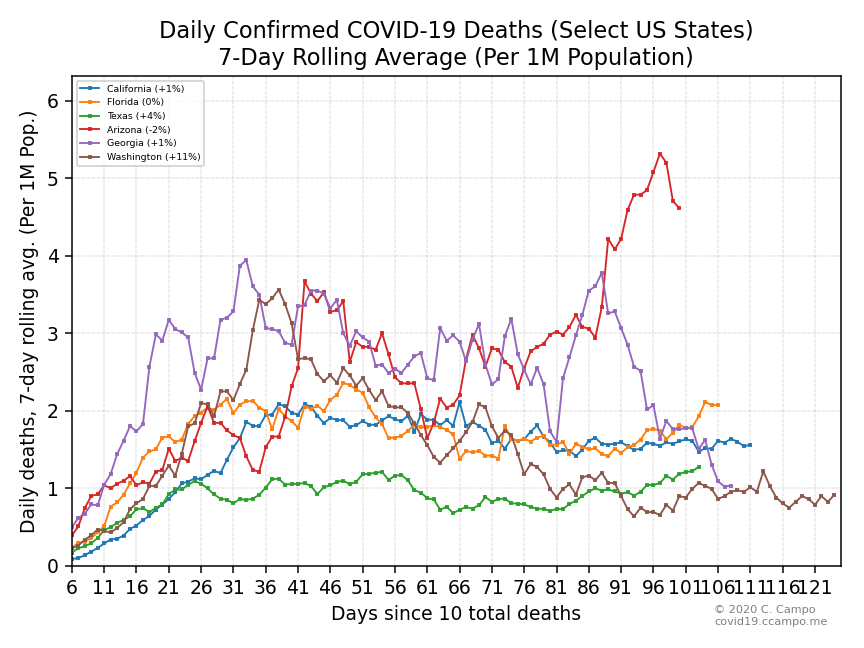 Daily Confirmed COVID-19 Deaths (Select US States)
7-Day Rolling Average (Per 1M Population)
California (+1%)
Florida (0%)
Texas (+4%)
Arizona (-2%)
Georgia (+1%)
Washington (+11%)
Daily deaths, 7-day rolling avg. (Per 1M Pop.)
6
5
4
3
2
1
0
6 11 16 21 26 31 36 41 46 51 56 61 66 71 76 81 86 91 96 101 106 111 116 121
Days since 10 total deaths
© 2020 C. Campo
covid19.ccampo.me